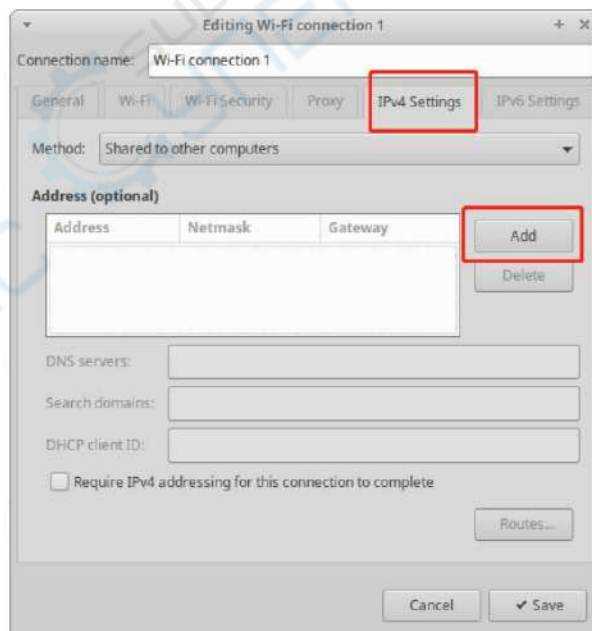 Editing Wi-Fi connection 1
Connection name: Wi-Fi connection 1
General Wi-Fi Wi-Fi Security Proxy IPv4 Settings IPv6 Settings
Method: Shared to other computers
Address (optional)
Address Netmask Gateway
Add
Delete
DNS servers:
Search domains:
DHCP client ID:
Require IPv4 addressing for this connection to complete
Routes...
Cancel Save